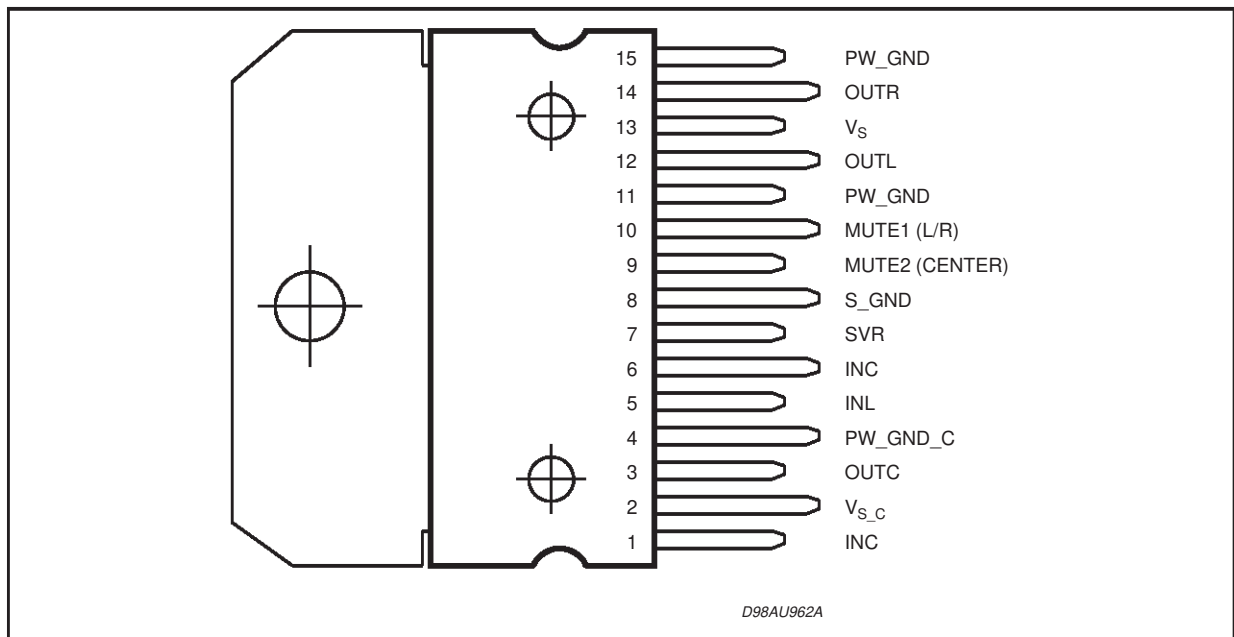 15 PW_GND
14 OUTR
13 VS
12 OUTL
11 PW_GND
10 MUTE1 (L/R)
9 MUTE2 (CENTER)
8 S_GND
7 SVR
6 INC
5 INL
4 PW_GND_C
3 OUTC
2 VS_C
1 INC
D98AU962A